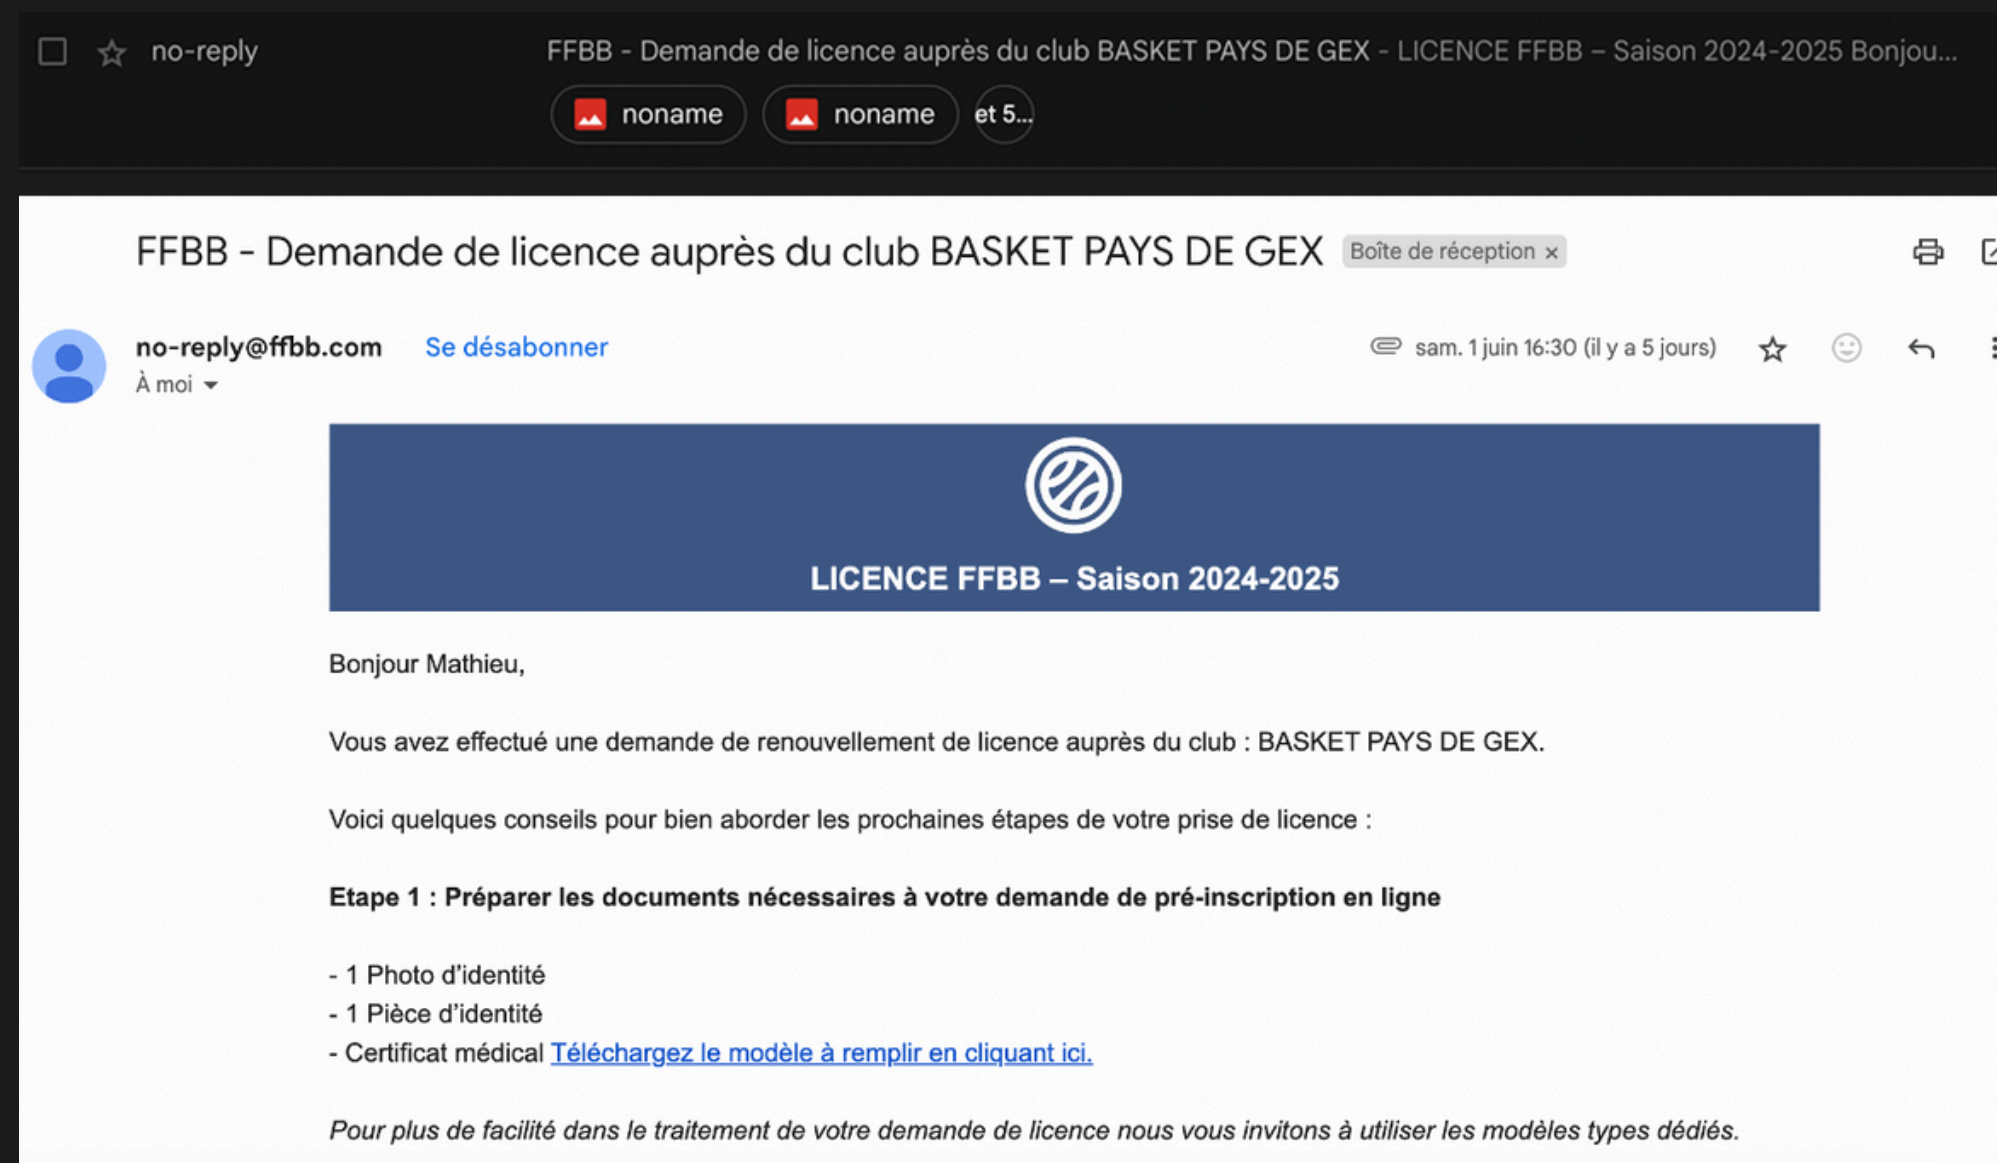 no-reply FFBB - Demande de licence auprès du club BASKET PAYS DE GEX - LICENCE FFBB – Saison 2024-2025 Bonjou...
noname noname et 5...
FFBB - Demande de licence auprès du club BASKET PAYS DE GEX Boîte de réception ×
no-reply@ffbb.com Se désabonner sam. 1 juin 16:30 (il y a 5 jours)
À moi
LICENCE FFBB – Saison 2024-2025
Bonjour Mathieu,
Vous avez effectué une demande de renouvellement de licence auprès du club : BASKET PAYS DE GEX.
Voici quelques conseils pour bien aborder les prochaines étapes de votre prise de licence :
Etape 1 : Préparer les documents nécessaires à votre demande de pré-inscription en ligne
- 1 Photo d'identité
- 1 Pièce d'identité
- Certificat médical Téléchargez le modèle à remplir en cliquant ici.
Pour plus de facilité dans le traitement de votre demande de licence nous vous invitons à utiliser les modèles types dédiés.